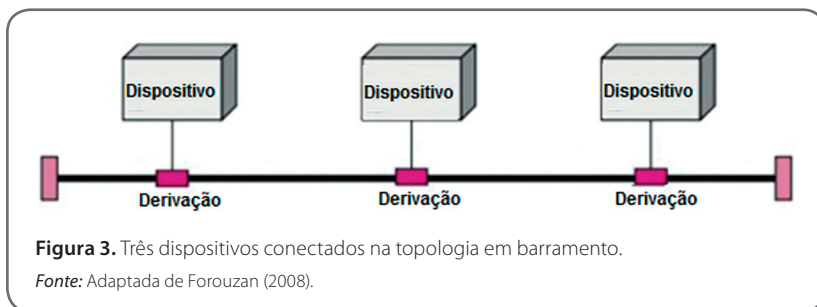 Dispositivo Dispositivo Dispositivo
Derivação Derivação Derivação
Figura 3. Três dispositivos conectados na topologia em barramento.
Fonte: Adaptada de Forouzan (2008).